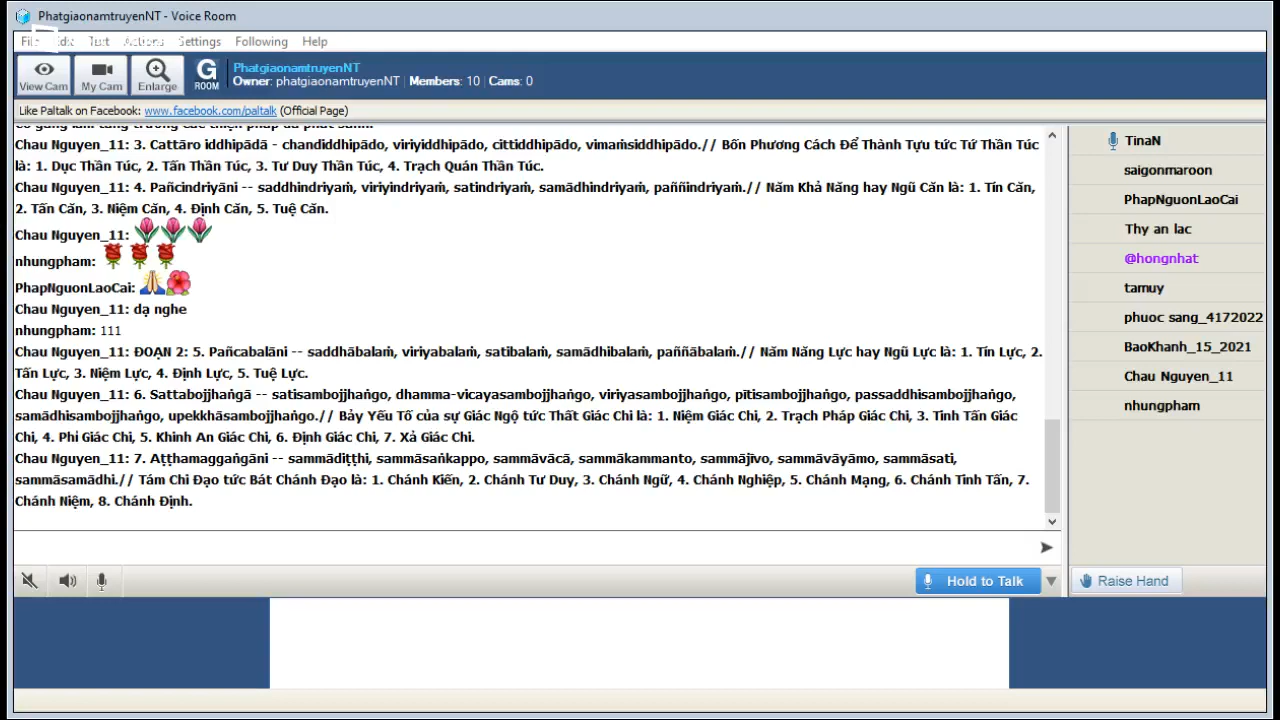 PhatgiaonamtruyenNT - Voice Room
Settings Following Help
View Cam My Cam Enlarge G ROOM
PhatgiaonamtruyenNT
Owner: phatgiaonamtruyenNT | Members: 10 | Cams: 0
Like Paltalk on Facebook: www.facebook.com/paltalk (Official Page)
Chau Nguyen_11: 3. Cattāro iddhipādā - chandiddhipādo, viriyiddhipādo, cittiddhipādo, vimaṁsiddhipādo.// Bốn Phương Cách Để Thành Tựu tức Tứ Thần Túc
là: 1. Dục Thần Túc, 2. Tấn Thần Túc, 3. Tư Duy Thần Túc, 4. Trạch Quán Thần Túc.
Chau Nguyen_11: 4. Pañcindriyāni -- saddhindriyaṁ, viriyindriyaṁ, satindriyaṁ, samādhindriyaṁ, paññindriyaṁ.// Năm Khả Năng hay Ngũ Căn là: 1. Tín Căn,
2. Tấn Căn, 3. Niệm Căn, 4. Định Căn, 5. Tuệ Căn.
Chau Nguyen_11:
nhungpham:
PhapNguonLaoCai:
Chau Nguyen_11: dạ nghe
nhungpham: 111
Chau Nguyen_11: ĐOẠN 2: 5. Pañcabalāni -- saddhābalaṁ, viriyabalaṁ, satibalaṁ, samādhibalaṁ, paññābalaṁ.// Năm Năng Lực hay Ngũ Lực là: 1. Tín Lực, 2.
Tấn Lực, 3. Niệm Lực, 4. Định Lực, 5. Tuệ Lực.
Chau Nguyen_11: 6. Sattabojjhaṅgā -- satisambojjhaṅgo, dhamma-vicayasambojjhaṅgo, viriyasambojjhaṅgo, pītisambojjhaṅgo, passaddhisambojjhaṅgo,
samādhisambojjhaṅgo, upekkhāsambojjhaṅgo.// Bảy Yếu Tố của sự Giác Ngộ tức Thất Giác Chi là: 1. Niệm Giác Chi, 2. Trạch Pháp Giác Chi, 3. Tinh Tấn Giác
Chi, 4. Phỉ Giác Chi, 5. Khinh An Giác Chi, 6. Định Giác Chi, 7. Xả Giác Chi.
Chau Nguyen_11: 7. Aṭṭhamaggaṅgāni -- sammādiṭṭhi, sammāsaṅkappo, sammāvācā, sammākammanto, sammājīvo, sammāvāyāmo, sammāsati,
sammāsamādhi.// Tám Chi Đạo tức Bát Chánh Đạo là: 1. Chánh Kiến, 2. Chánh Tư Duy, 3. Chánh Ngữ, 4. Chánh Nghiệp, 5. Chánh Mạng, 6. Chánh Tinh Tấn, 7.
Chánh Niệm, 8. Chánh Định.
TinaN
saigonmaroon
PhapNguonLaoCai
Thy an lac
@hongnhat
tamuy
phuoc sang_4172022
BaoKhanh_15_2021
Chau Nguyen_11
nhungpham
Hold to Talk
Raise Hand